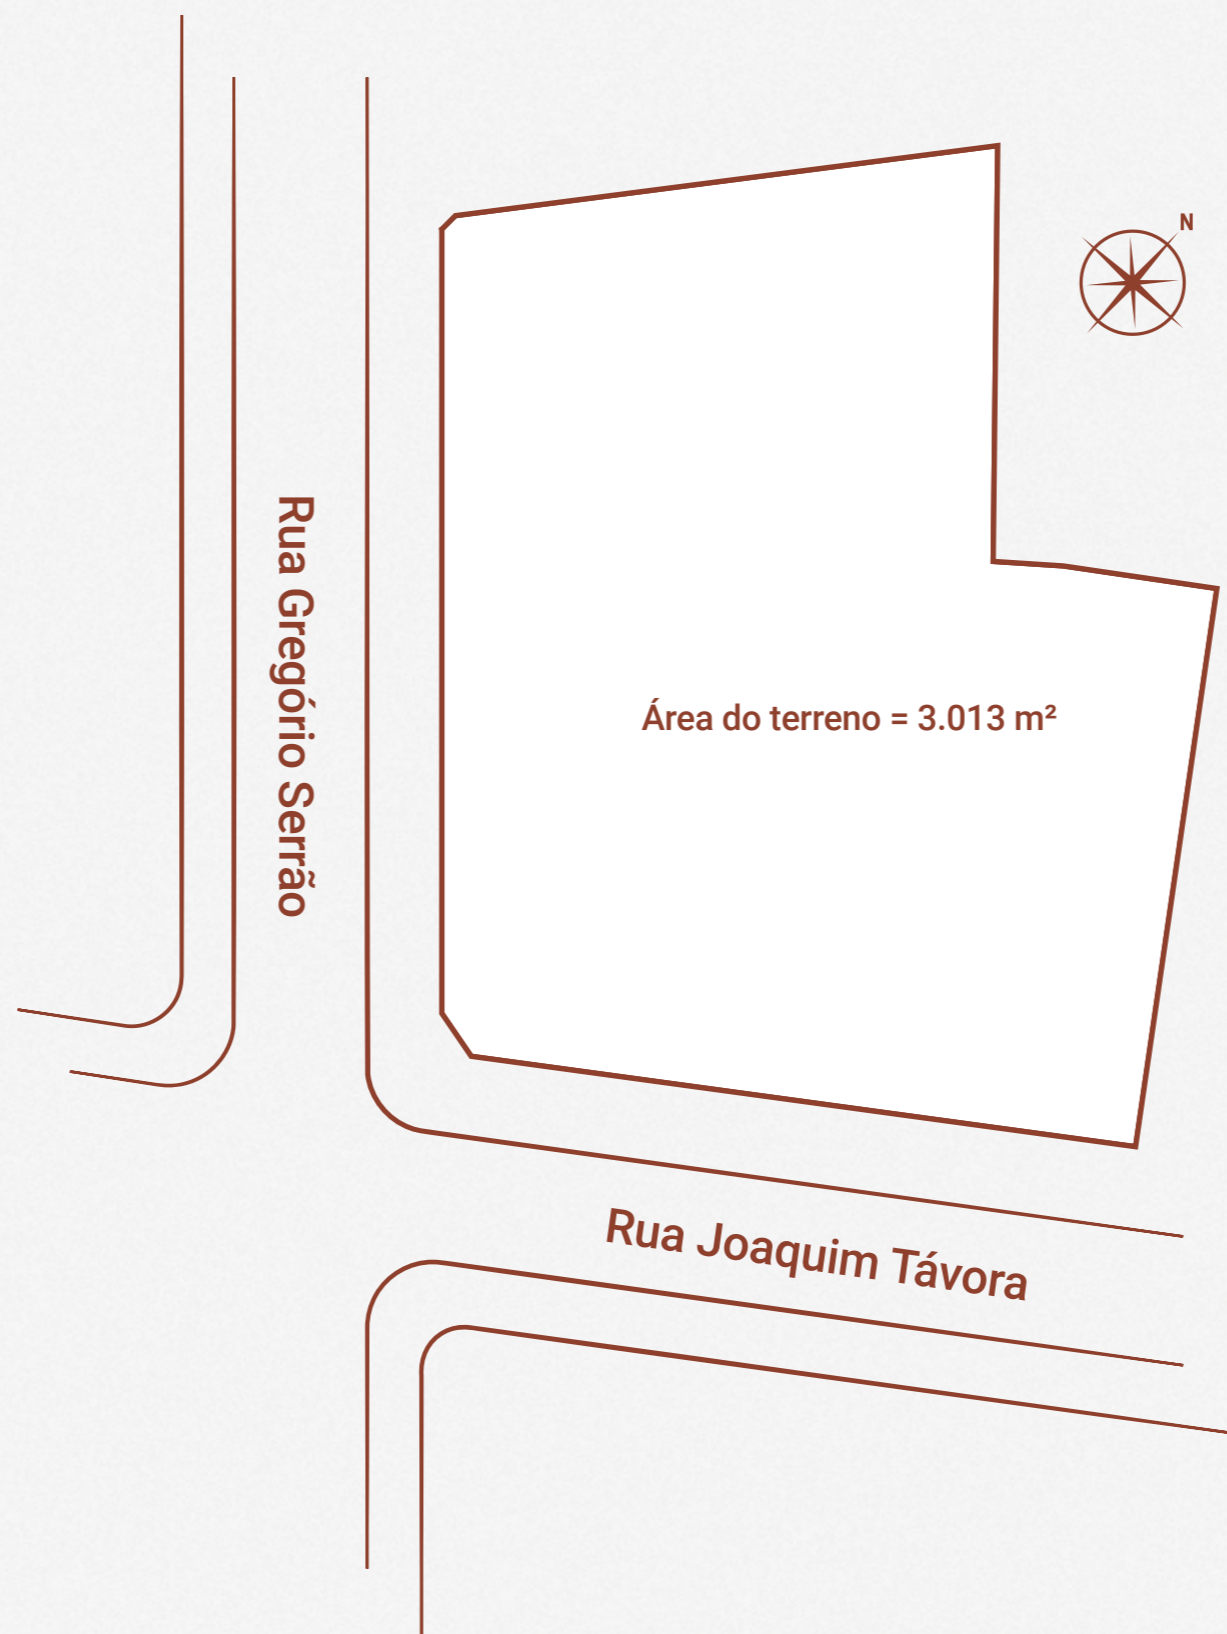 N
Rua Gregório Serrão
Área do terreno = 3.013 m²
Rua Joaquim Távora